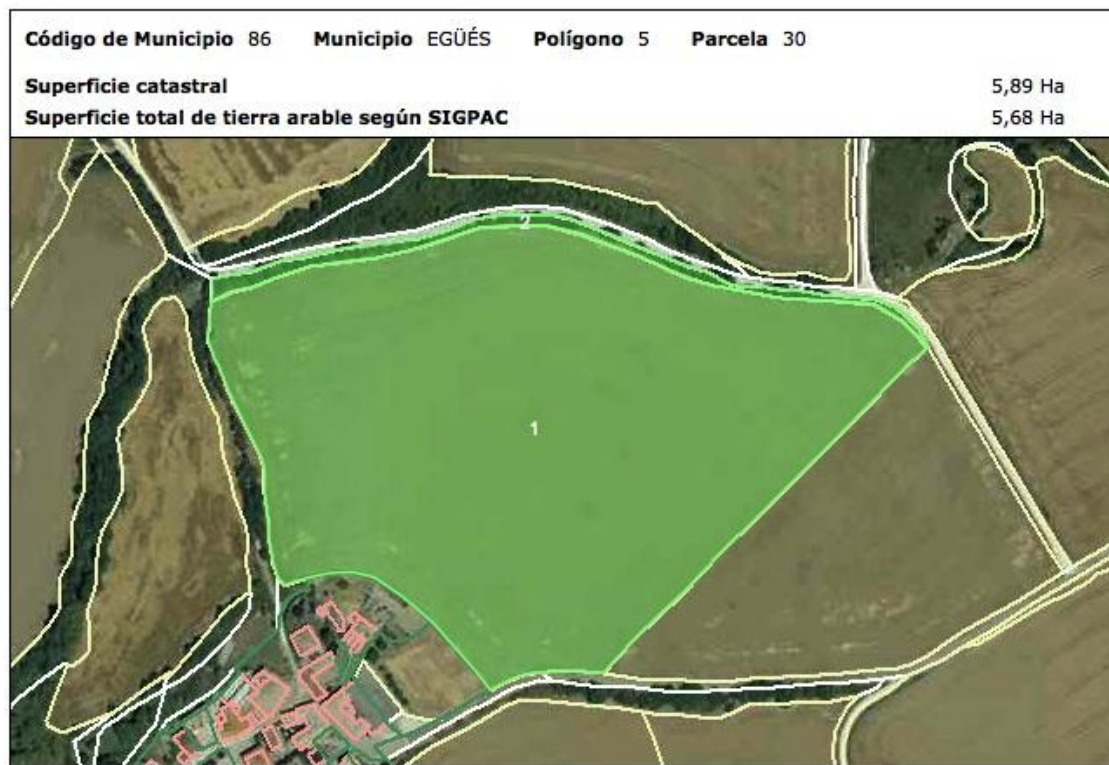 Código de Municipio 86 Municipio EGÜÉS Polígono 5 Parcela 30
Superficie catastral 5,89 Ha
Superficie total de tierra arable según SIGPAC 5,68 Ha
2
1